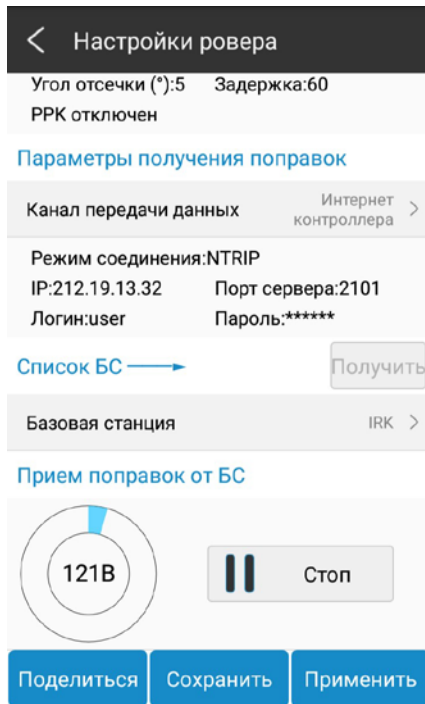 Настройки ровера
Угол отсечки (°):5 Задержка:60
PPK отключен
Параметры получения поправок
Канал передачи данных Интернет контроллера
Режим соединения:NTRIP
IP:212.19.13.32 Порт сервера:2101
Логин:user Пароль:******
Список БС Получить
Базовая станция IRK
Прием поправок от БС
121B Стоп
Поделиться Сохранить Применить